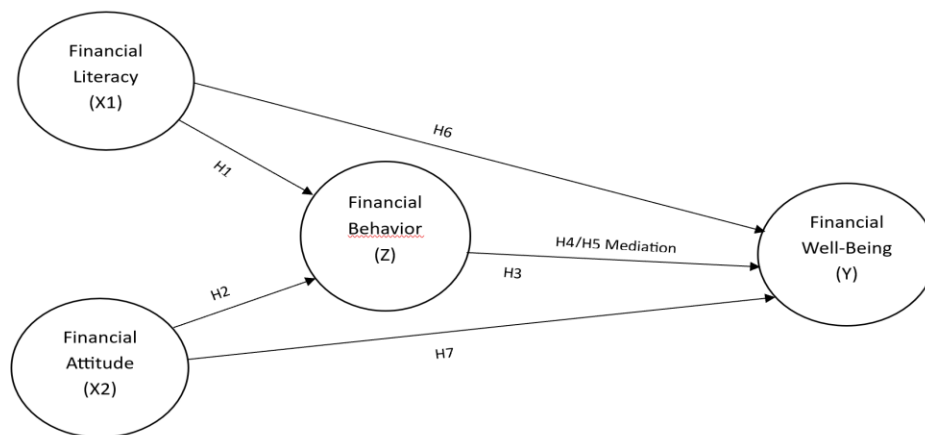 Financial
Literacy
(X1)
H6
H1
Financial
Behavior
(Z)
Financial
Well-Being
(Y)
H4/H5 Mediation
H3
H2
Financial
Attitude
(X2)
H7